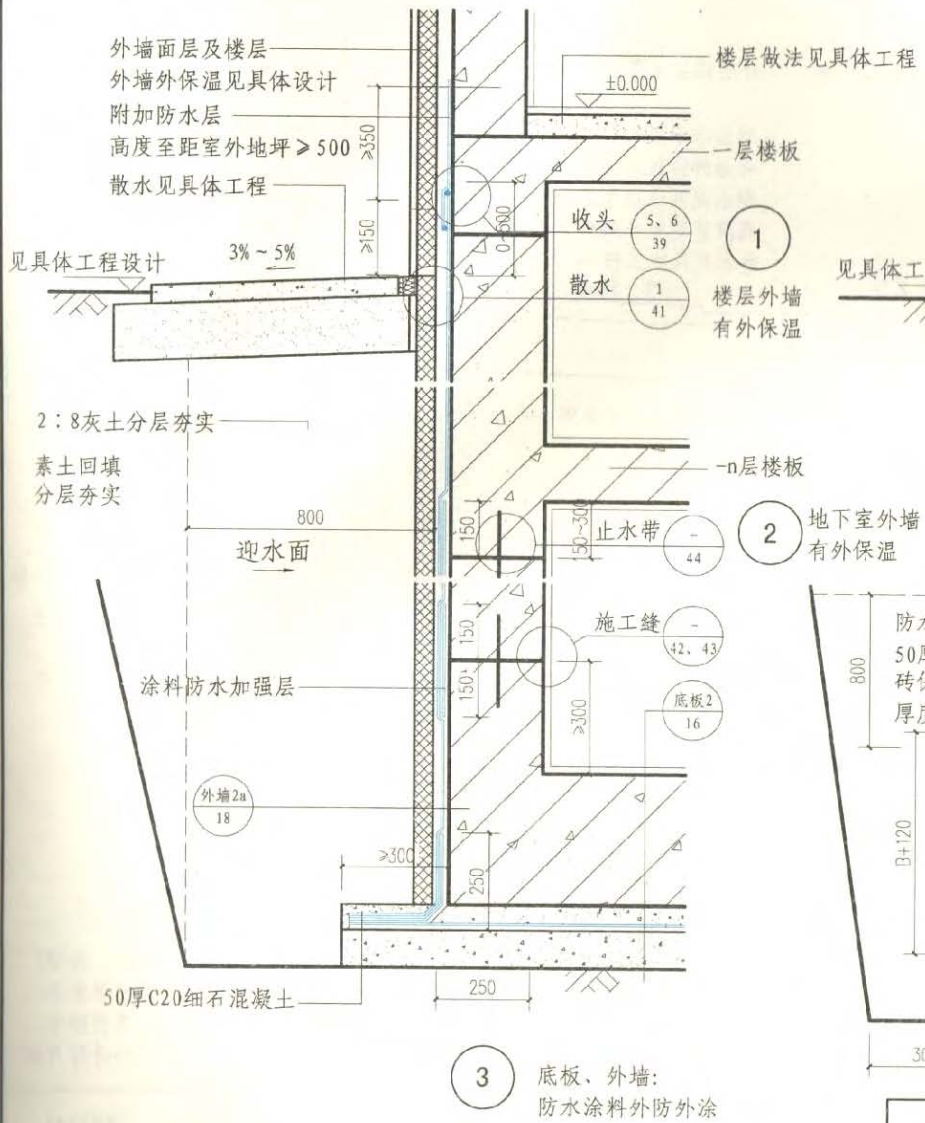 外墙面层及楼层
外墙外保温见具体设计
附加防水层
高度至距室外地坪≥500
散水见具体工程
≥350
≥150
楼层做法见具体工程
±0.000
一层楼板
0~500
收头
5、6
39
1
散水
1
41
楼层外墙
有外保温
见具体工程设计
3%~5%
见具体工
2:8灰土分层夯实
素土回填
分层夯实
800
迎水面
-n层楼板
150
150~300
止水带
-
44
2
地下室外墙
有外保温
施工缝
-
42、43
150
150
≥300
底板2
16
涂料防水加强层
外墙2a
18
≥300
250
250
50厚C20细石混凝土
3
底板、外墙:
防水涂料外防外涂
800
50厚
B+120